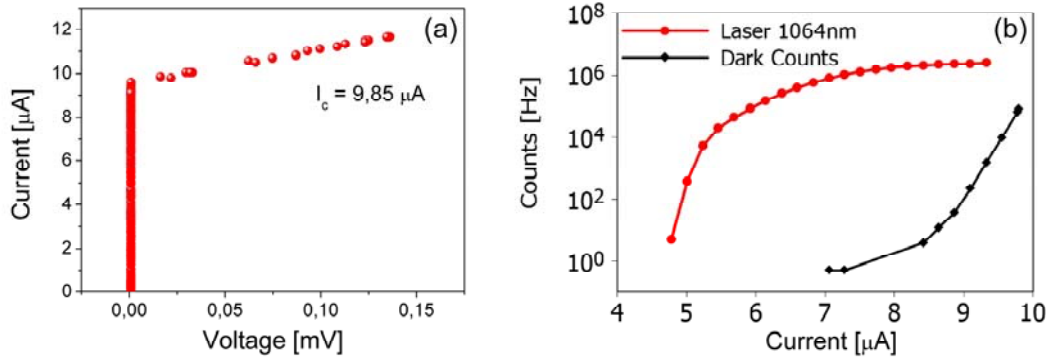 (a)
I_c = 9,85 μA
Current [μA]
12
10
8
6
4
2
0
0,00
0,05
0,10
0,15
Voltage [mV]
(b)
Laser 1064nm
Dark Counts
Counts [Hz]
10^8
10^6
10^4
10^2
10^0
4
5
6
7
8
9
10
Current [μA]